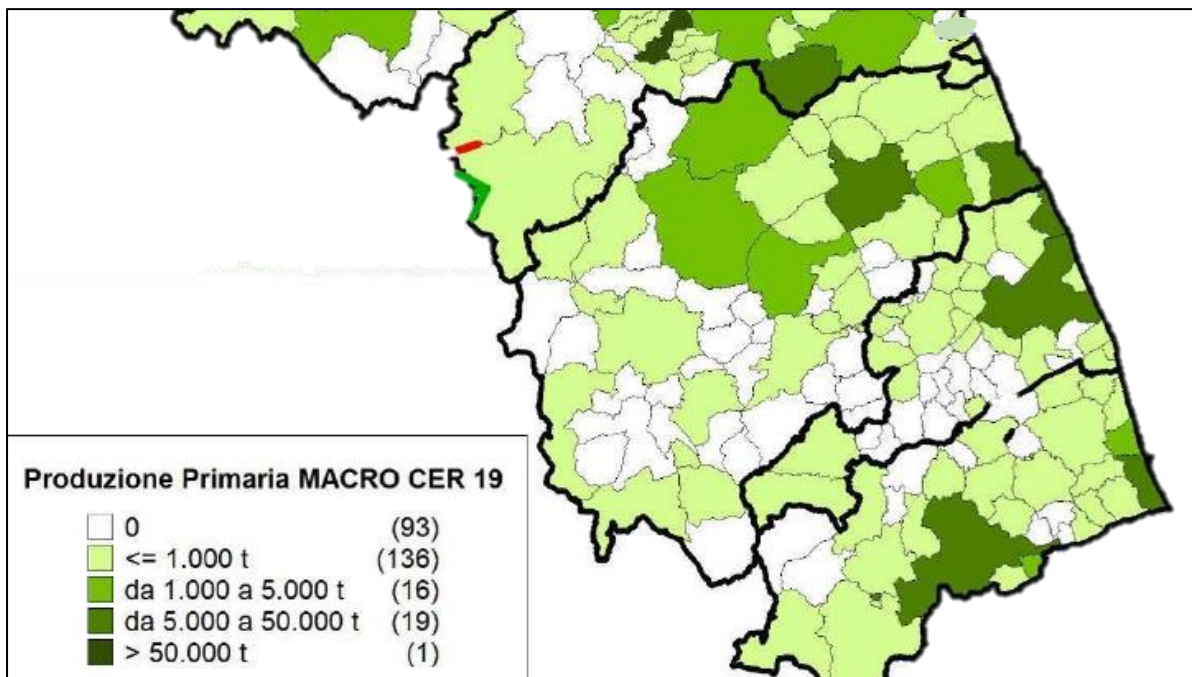 Produzione Primaria MACRO CER 19
0 (93)
<= 1.000 t (136)
da 1.000 a 5.000 t (16)
da 5.000 a 50.000 t (19)
> 50.000 t (1)